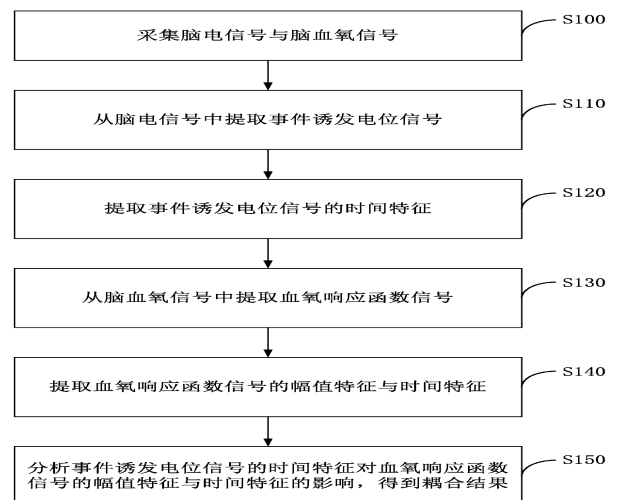 采集脑电信号与脑血氧信号
S100
从脑电信号中提取事件诱发电位信号
S110
提取事件诱发电位信号的时间特征
S120
从脑血氧信号中提取血氧响应函数信号
S130
提取血氧响应函数信号的幅值特征与时间特征
S140
分析事件诱发电位信号的时间特征对血氧响应函数
信号的幅值特征与时间特征的影响，得到耦合结果
S150